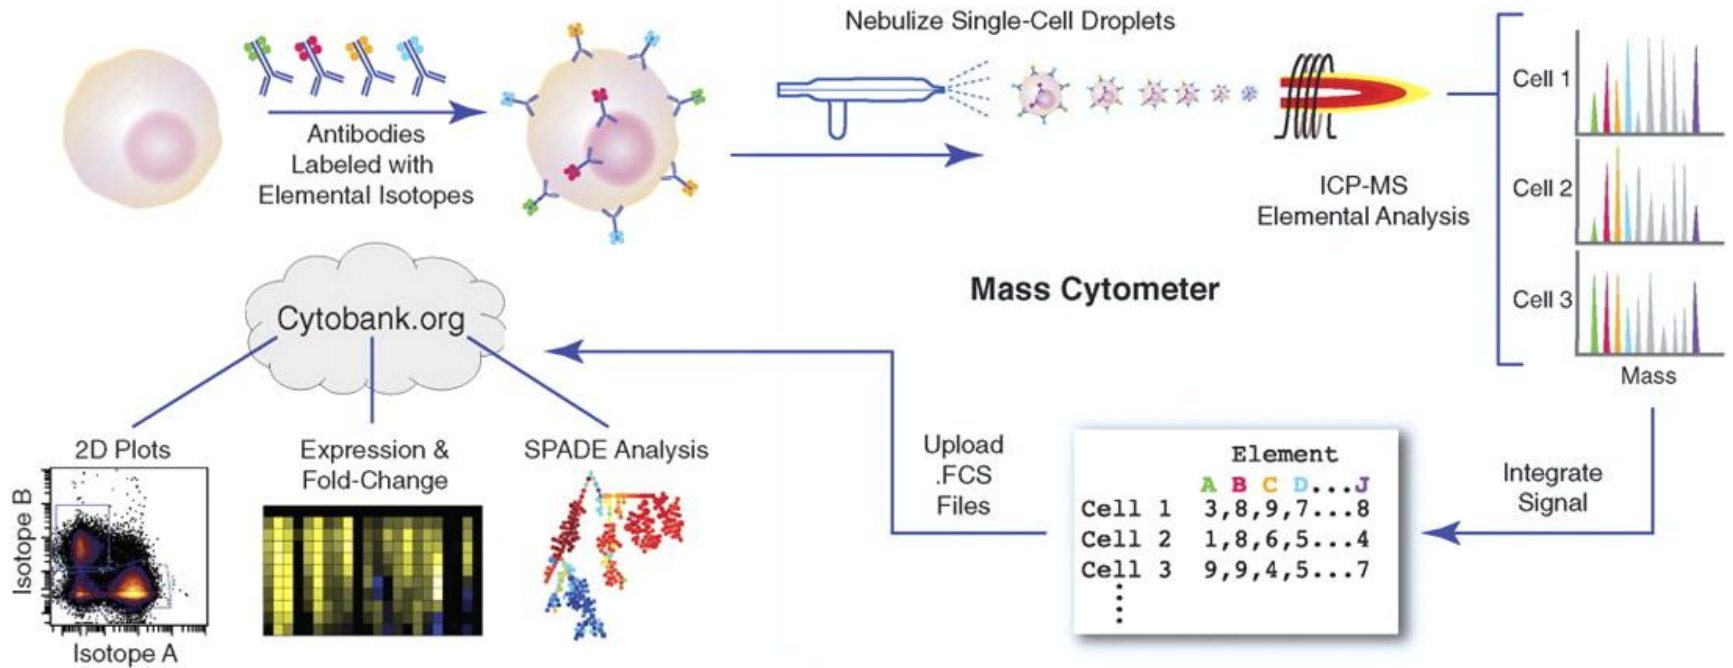 Nebulize Single-Cell Droplets
Antibodies
Labeled with
Elemental Isotopes
ICP-MS
Elemental Analysis
Cell 1
Cell 2
Cell 3
Mass
Mass Cytometer
Integrate
Signal
Element
A B C D...J
Cell 1 3,8,9,7...8
Cell 2 1,8,6,5...4
Cell 3 9,9,4,5...7
Upload
.FCS
Files
Cytobank.org
2D Plots
Isotope B
Isotope A
Expression &
Fold-Change
SPADE Analysis